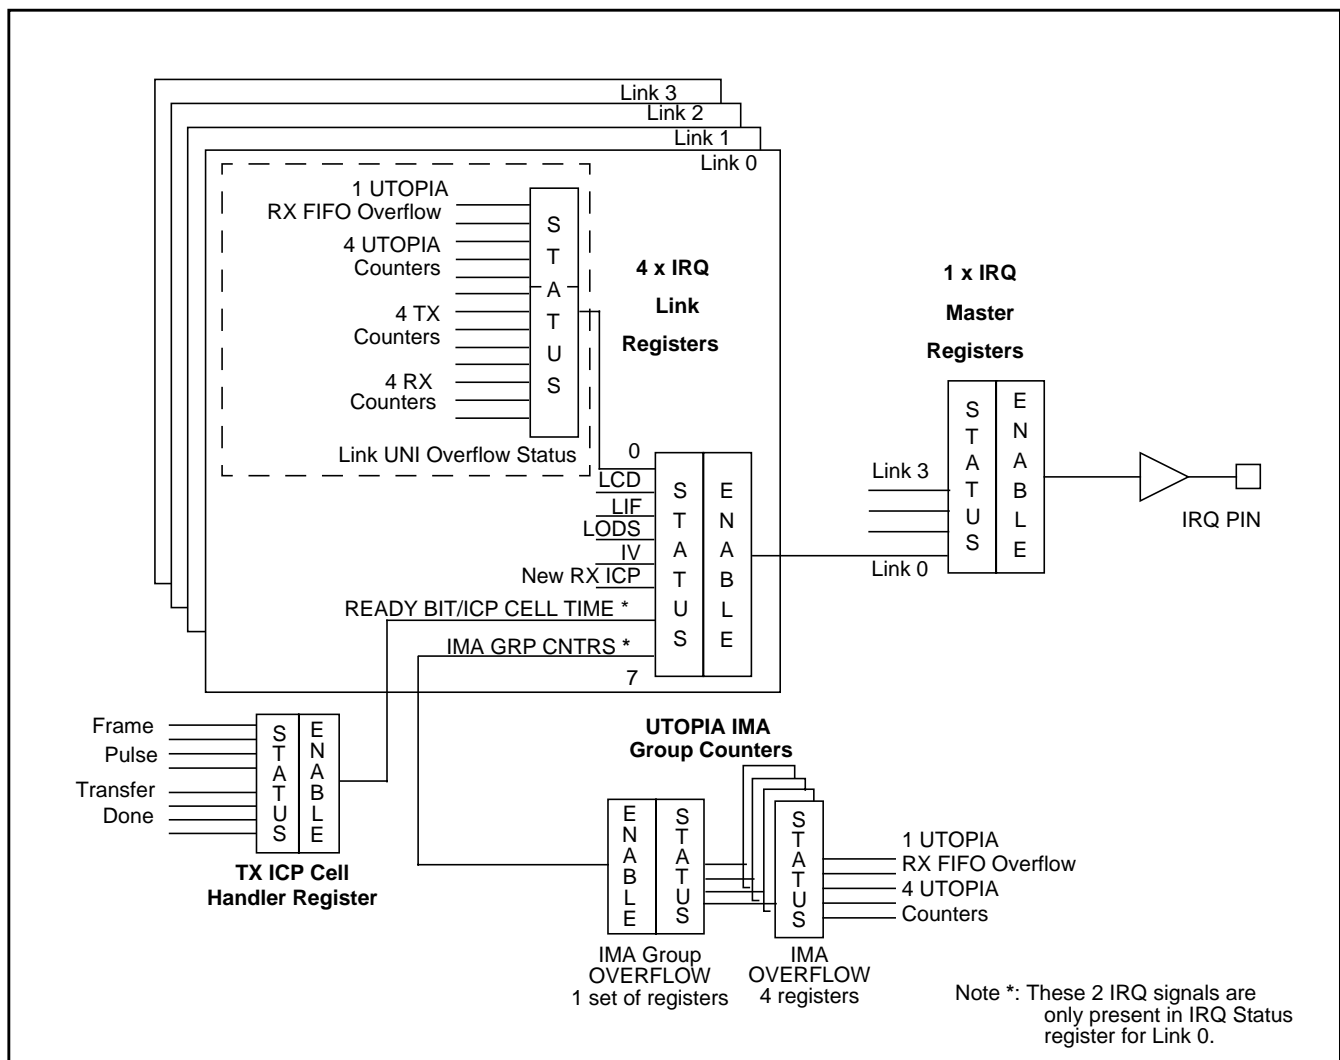 Link 3
Link 2
Link 1
Link 0
1 UTOPIA
RX FIFO Overflow
4 UTOPIA
Counters
4 TX
Counters
4 RX
Counters
STATUS
Link UNI Overflow Status
4 x IRQ
Link
Registers
0
LCD
LIF
LODS
IV
New RX ICP
READY BIT/ICP CELL TIME *
IMA GRP CNTRS *
7
STATUS
ENABLE
1 x IRQ
Master
Registers
Link 3
Link 0
STATUS
ENABLE
IRQ PIN
Frame
Pulse
Transfer
Done
STATUS
ENABLE
TX ICP Cell
Handler Register
UTOPIA IMA
Group Counters
ENABLE
STATUS
STATUS
1 UTOPIA
RX FIFO Overflow
4 UTOPIA
Counters
IMA Group
OVERFLOW
1 set of registers
IMA
OVERFLOW
4 registers
Note *: These 2 IRQ signals are
only present in IRQ Status
register for Link 0.